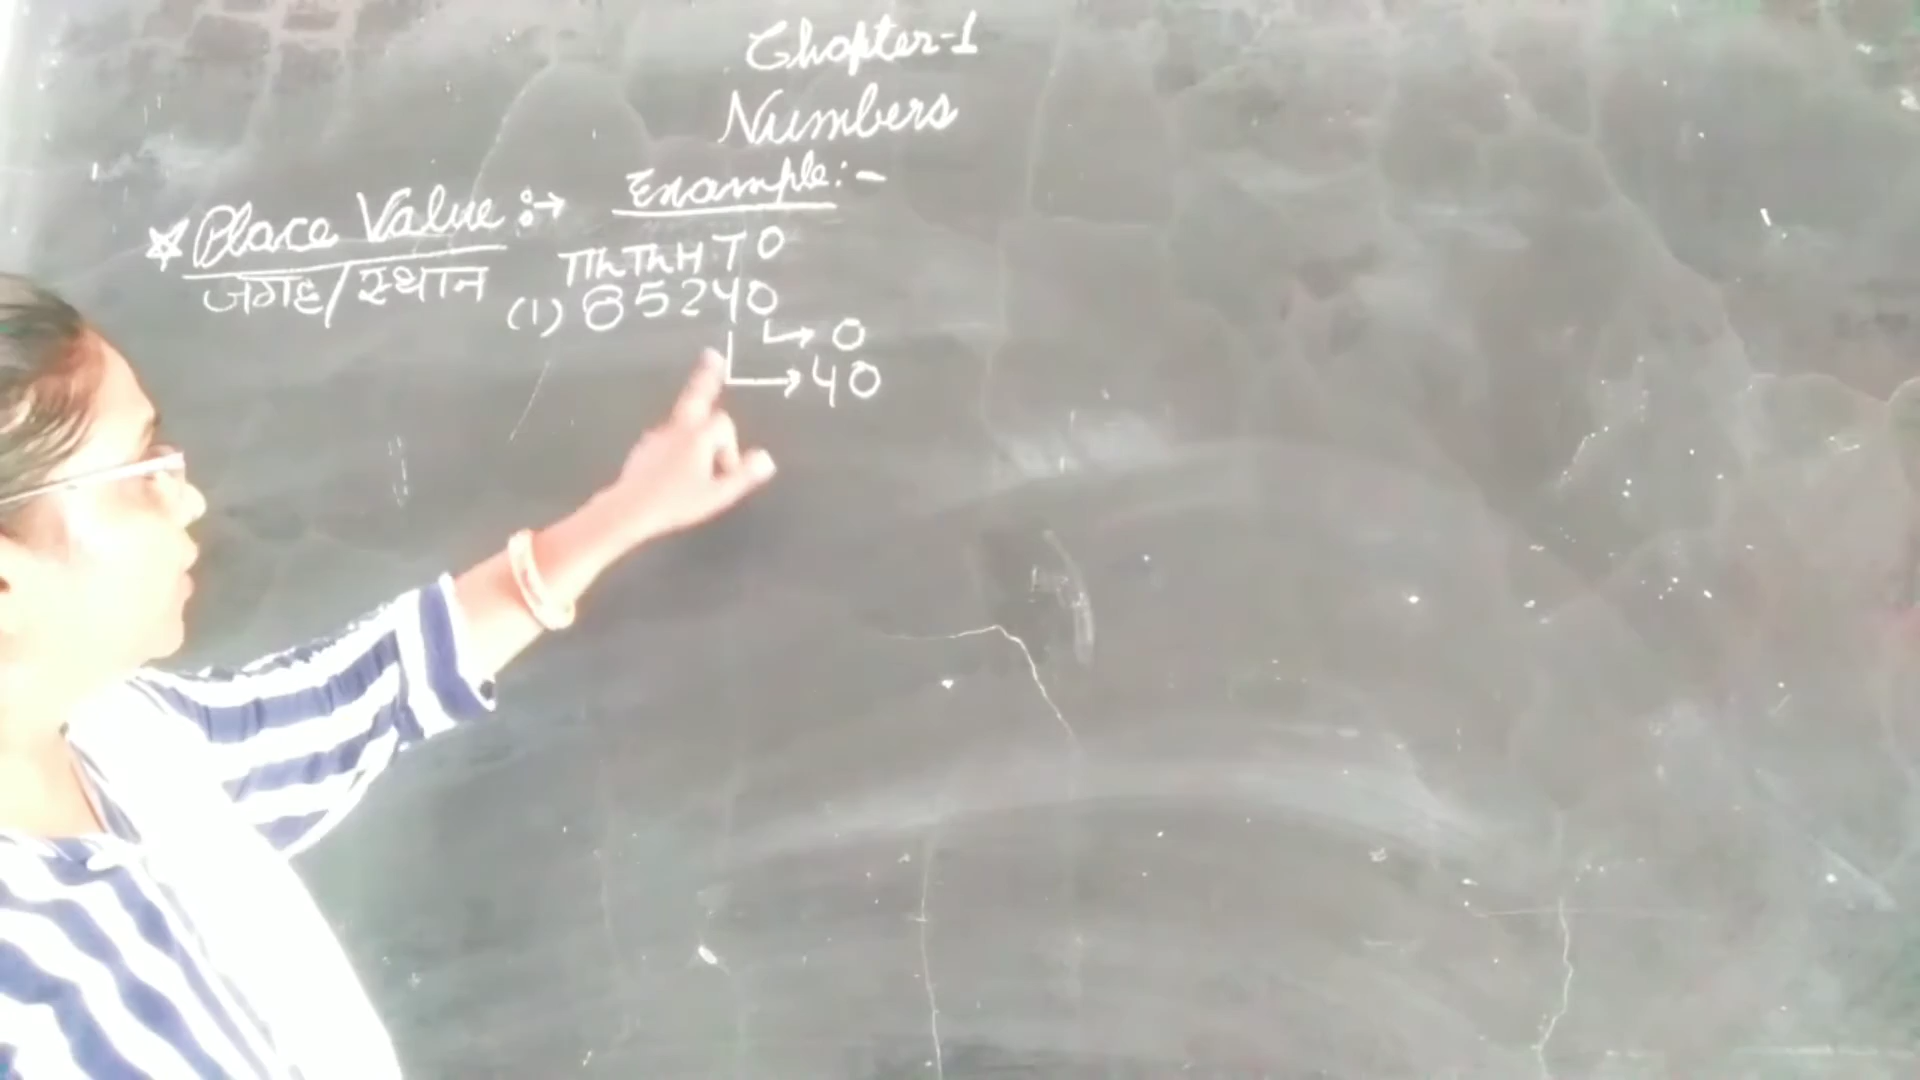 Chapter-1
Numbers
☆ Place Value :→ Example:-
जगह/स्थान
TTh Th H T O
(1) 85240
→ 0
→ 40